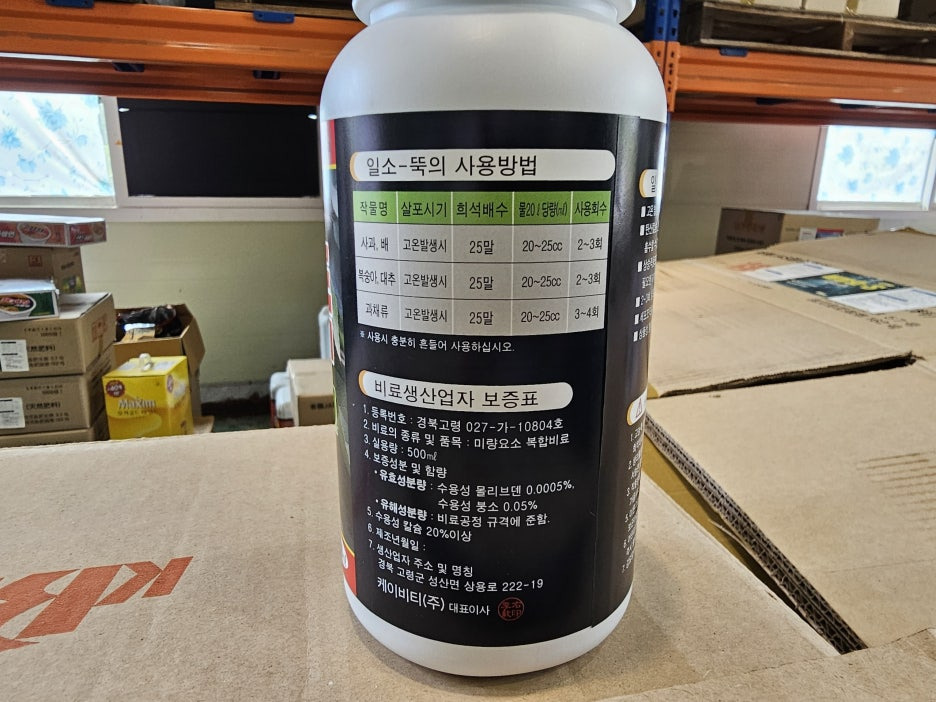 일소-뚝의 사용방법
작물명 살포시기 희석배수 물20ℓ당량(㎖) 사용회수
사과, 배 고온발생시 25말 20~25cc 2~3회
복숭아, 대추 고온발생시 25말 20~25cc 2~3회
과채류 고온발생시 25말 20~25cc 3~4회
※ 사용시 충분히 흔들어 사용하십시오.
비료생산업자 보증표
1. 등록번호 : 경북고령 027-가-10804호
2. 비료의 종류 및 품목 : 미량요소 복합비료
3. 실용량 : 500㎖
4. 보증성분 및 함량
• 유효성분량 : 수용성 몰리브덴 0.0005%,
수용성 붕소 0.05%
• 유해성분량 : 비료공정 규격에 준함.
5. 수용성 칼슘 20%이상
6. 제조년월일 :
7. 생산업자 주소 및 명칭
경북 고령군 성산면 상용로 222-19
케이비티(주) 대표이사
Maxim